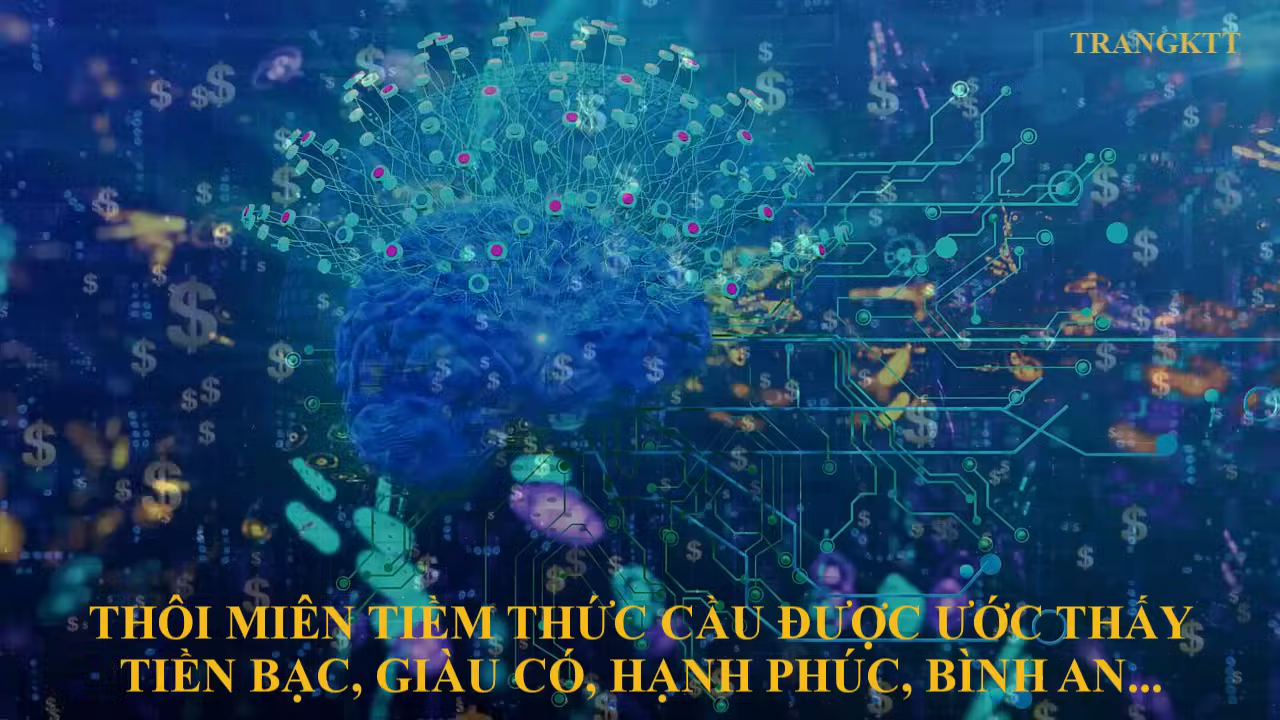 TRANGKTT
THÔI MIÊN TIỀM THỨC CẦU ĐƯỢC ƯỚC THẤY
TIỀN BẠC, GIÀU CÓ, HẠNH PHÚC, BÌNH AN...